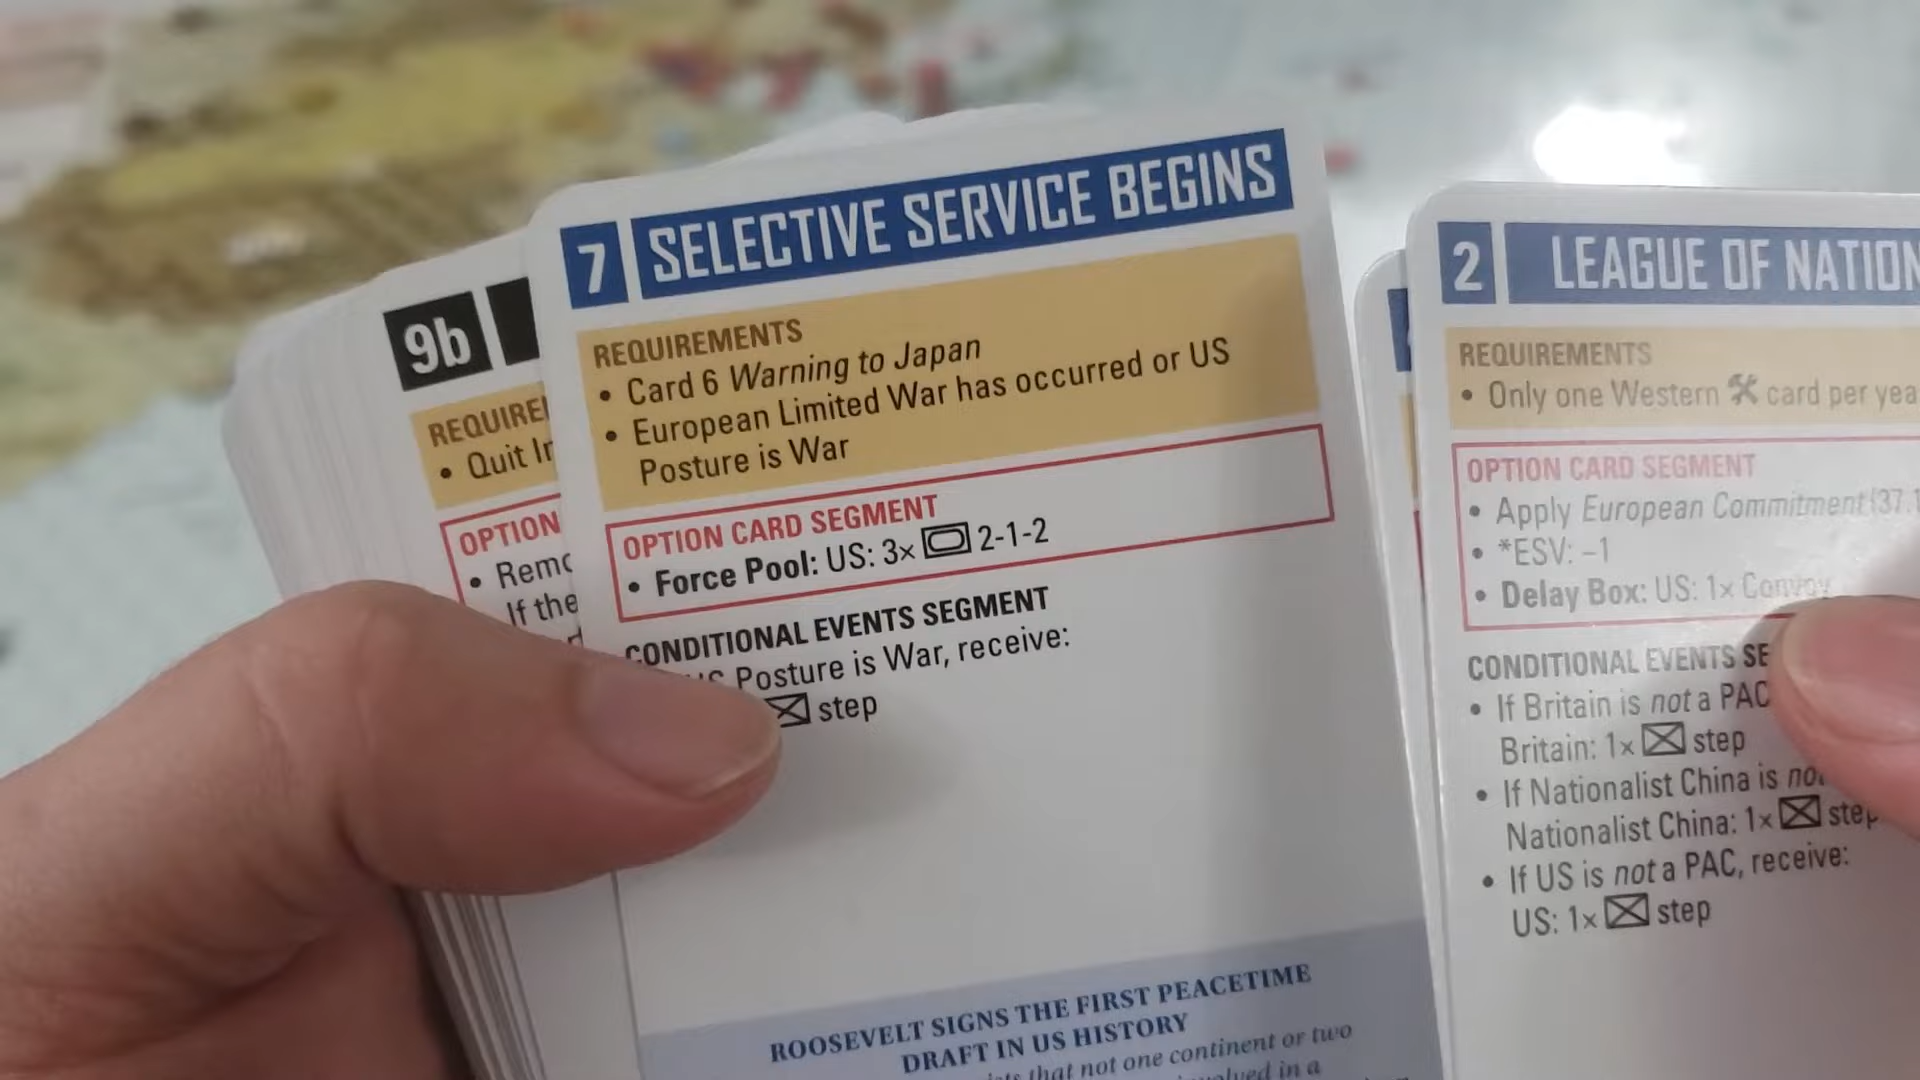 9b
REQUIRE
• Quit
OPTION
• Remo
If the
7 SELECTIVE SERVICE BEGINS
REQUIREMENTS
• Card 6 Warning to Japan
• European Limited War has occurred or US
Posture is War
OPTION CARD SEGMENT
• Force Pool: US: 3× 2-1-2
CONDITIONAL EVENTS SEGMENT
Posture is War, receive:
step
ROOSEVELT SIGNS THE FIRST PEACETIME
DRAFT IN US HISTORY
that not one continent or two
in a
2 LEAGUE OF NATION
REQUIREMENTS
• Only one Western card per yea
OPTION CARD SEGMENT
• Apply European Commitment (37.1
• *ESV: –1
• Delay Box: US: 1× Convoy
CONDITIONAL EVENTS SE
• If Britain is not a PAC
Britain: 1× step
• If Nationalist China is not
Nationalist China: 1× step
• If US is not a PAC, receive:
US: 1× step